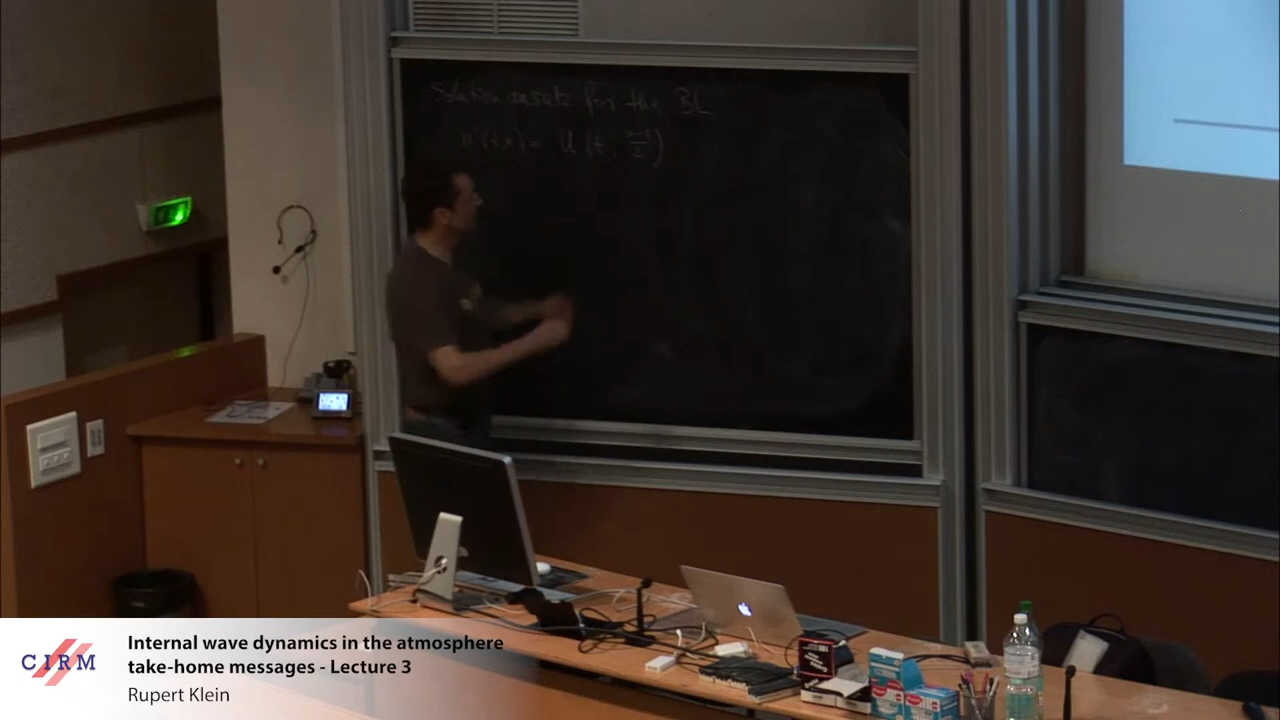 Solution ansatz for the BL
u(t,x) = U(t, x-1/ε)
CIRM
Internal wave dynamics in the atmosphere
take-home messages - Lecture 3
Rupert Klein